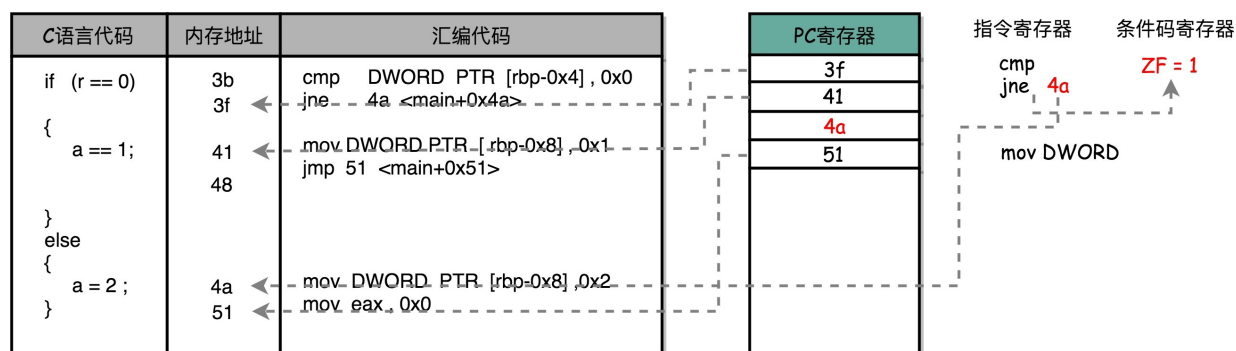 C语言代码 内存地址 汇编代码 PC寄存器 指令寄存器 条件码寄存器
if (r == 0) 3b cmp DWORD PTR [rbp-0x4] , 0x0 3f cmp ZF = 1
3f jne 4a <main+0x4a> 41 jne 4a
{ 4a
a == 1; 41 mov DWORD PTR [ rbp-0x8] , 0x1 51 mov DWORD
48 jmp 51 <main+0x51>
}
else
{
a = 2 ; 4a mov DWORD PTR [rbp-0x8] ,0x2
} 51 mov eax , 0x0